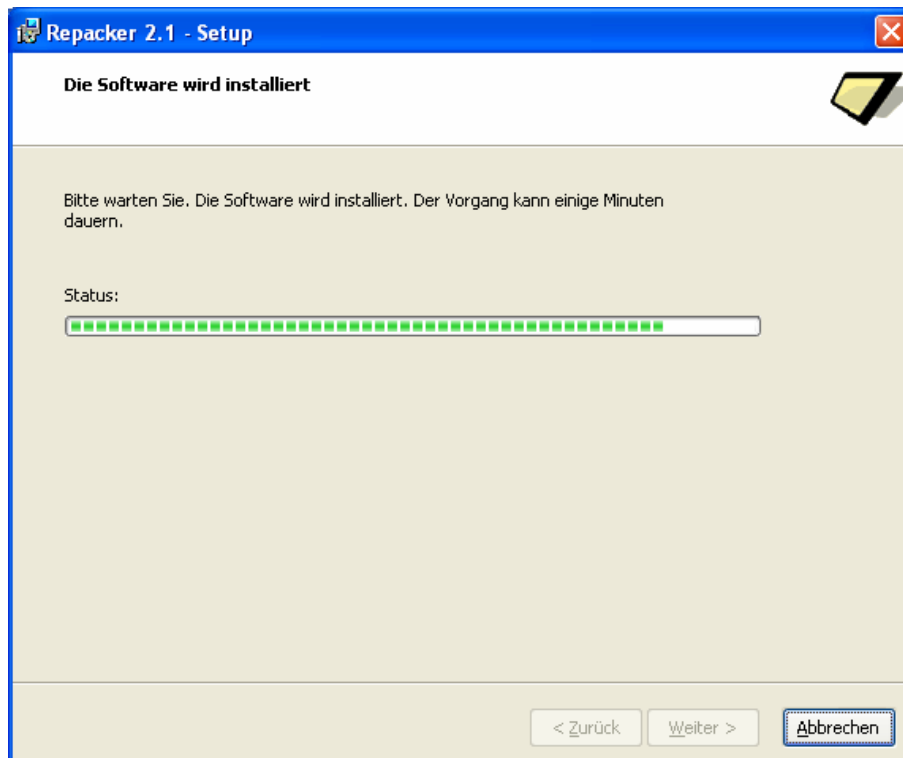 Repacker 2.1 - Setup
Die Software wird installiert
Bitte warten Sie. Die Software wird installiert. Der Vorgang kann einige Minuten
dauern.
Status:
< Zurück
Weiter >
Abbrechen